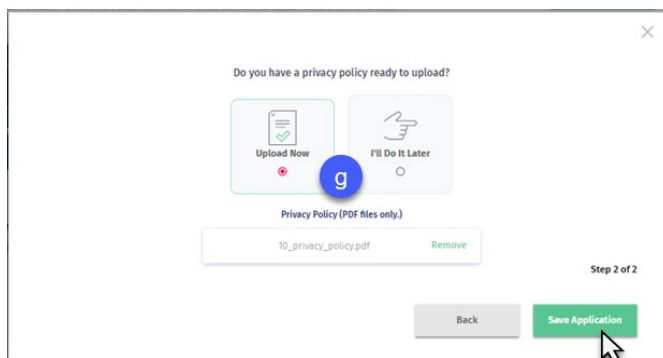 Do you have a privacy policy ready to upload?
Upload Now
I'll Do It Later
g
Privacy Policy (PDF files only.)
10_privacy_policy.pdf Remove
Step 2 of 2
Back Save Application